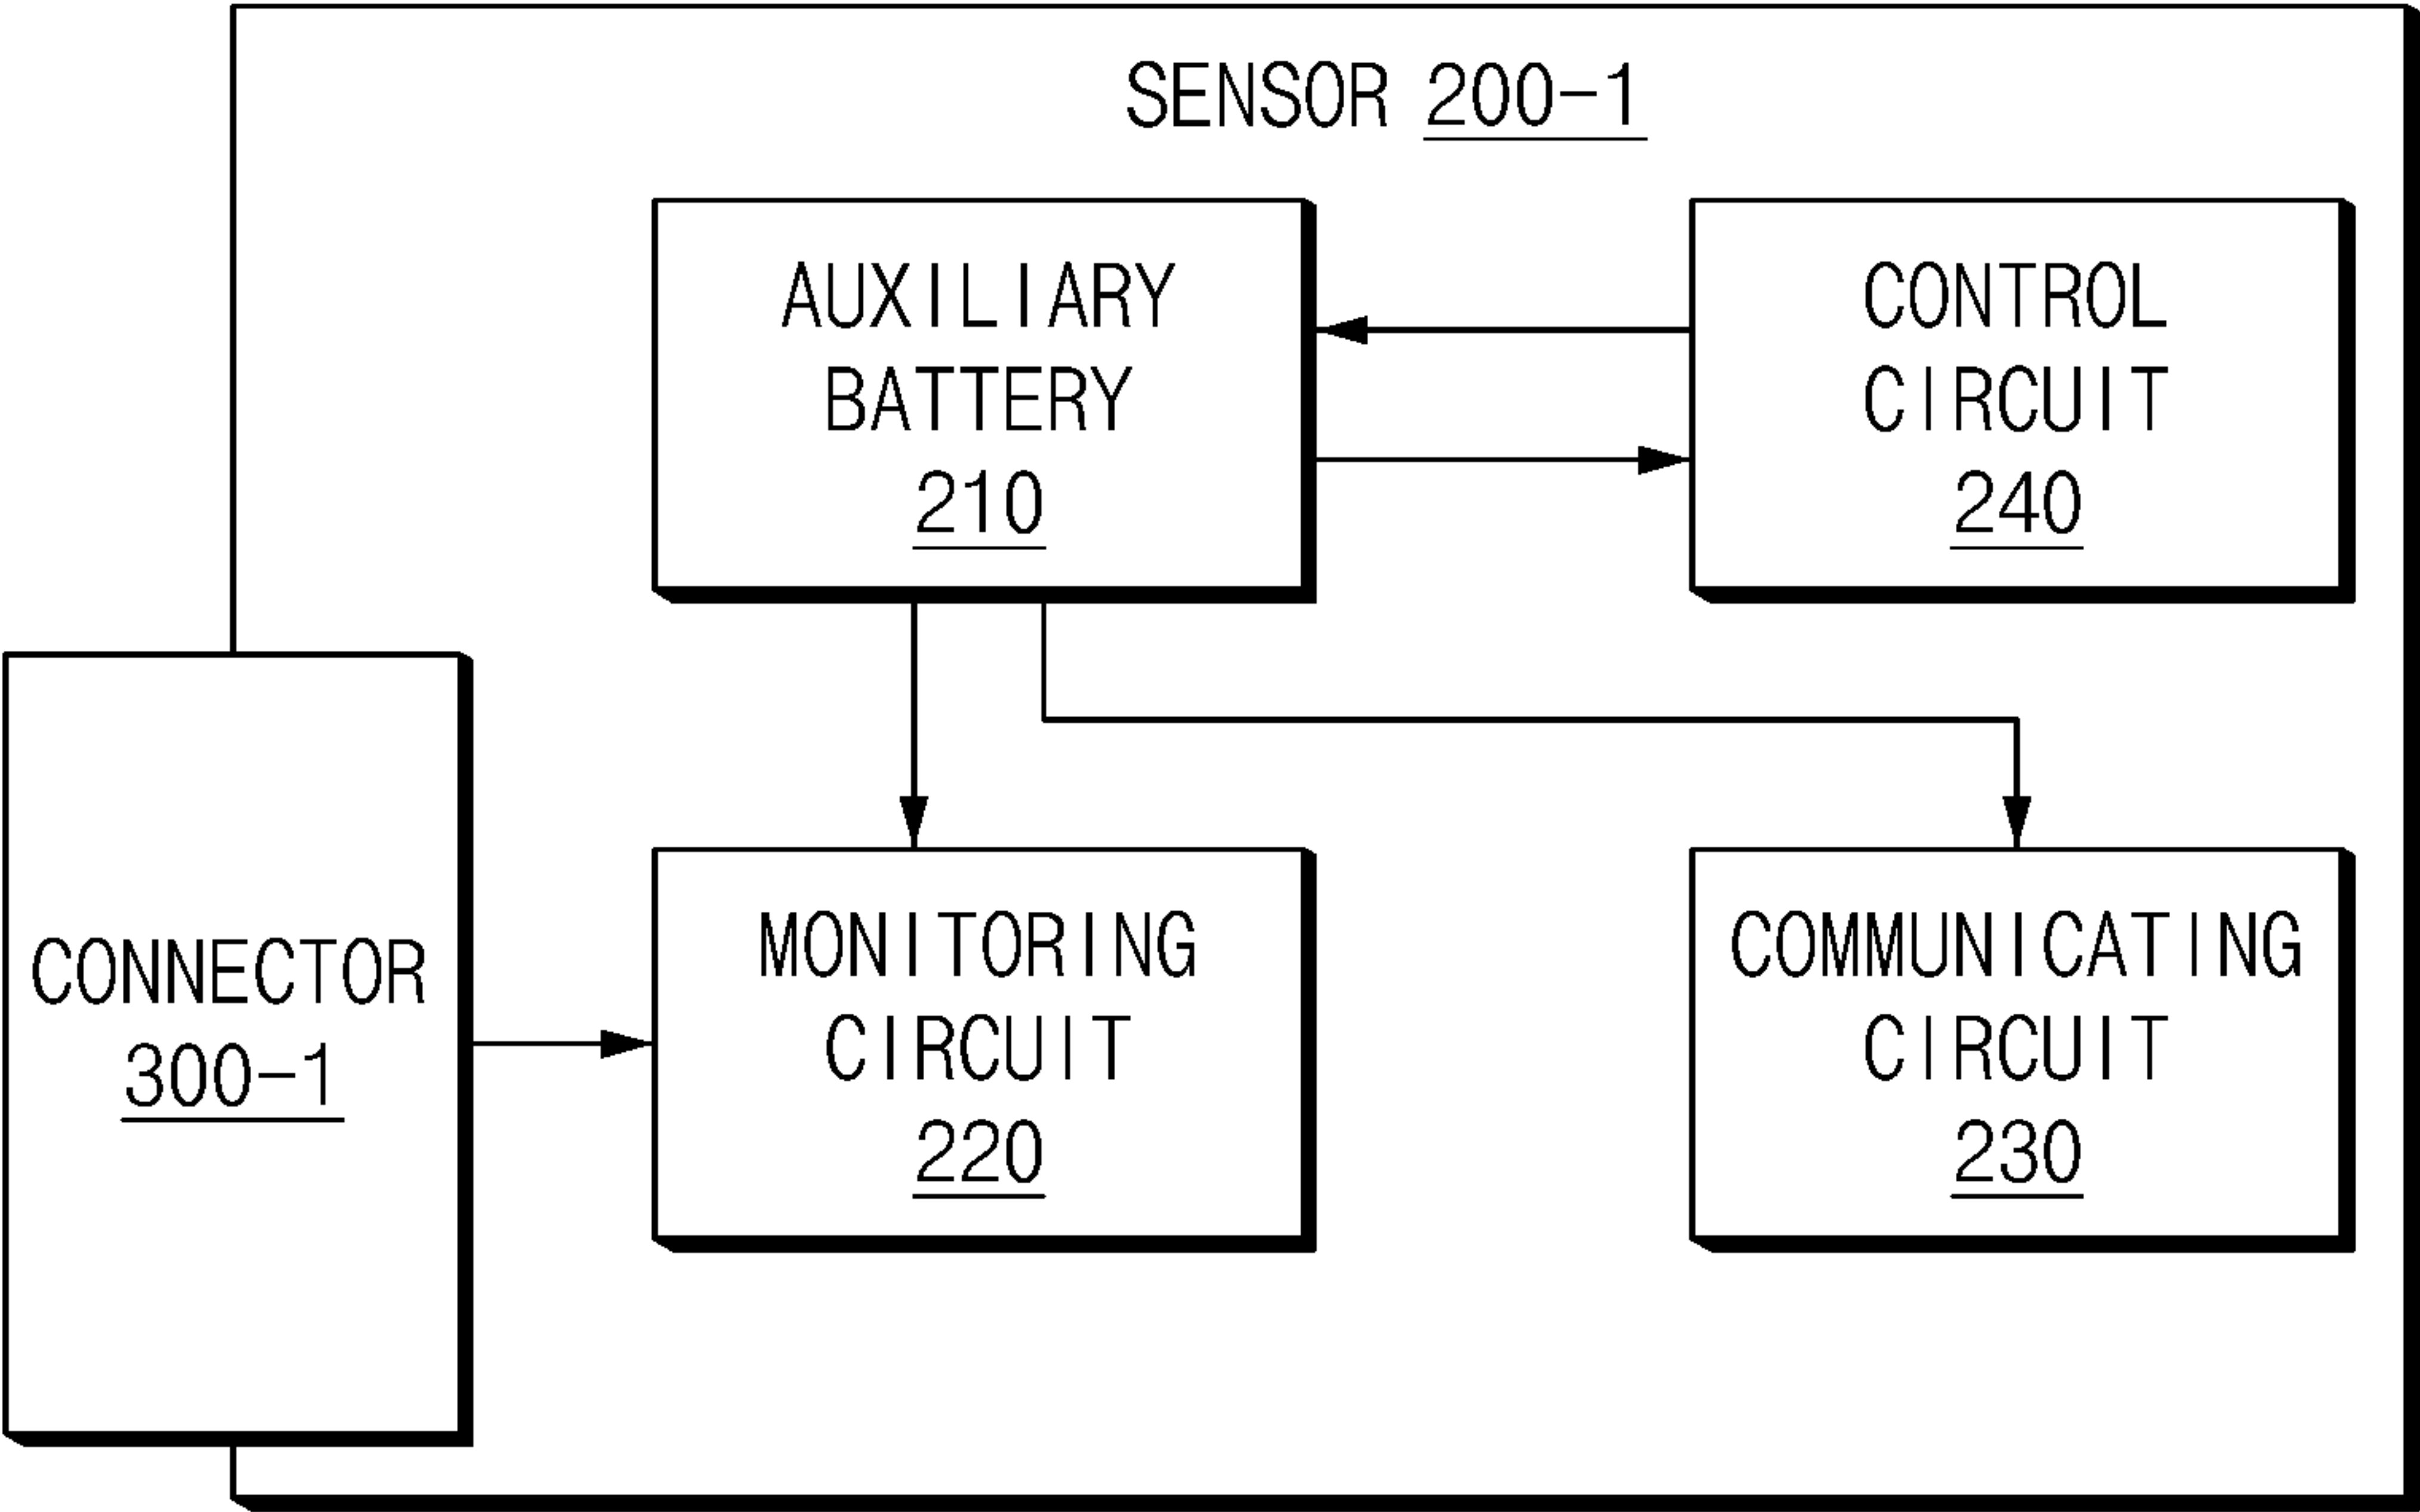 SENSOR 200-1
AUXILIARY
BATTERY
210
CONTROL
CIRCUIT
240
CONNECTOR
300-1
MONITORING
CIRCUIT
220
COMMUNICATING
CIRCUIT
230